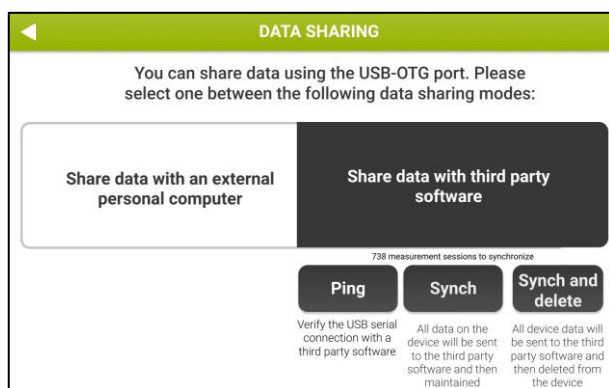 DATA SHARING
You can share data using the USB-OTG port. Please
select one between the following data sharing modes:
Share data with an external
personal computer
Share data with third party
software
738 measurement sessions to synchronize
Ping
Verify the USB serial
connection with a
third party software
Synch
All data on the
device will be sent
to the third party
software and then
maintained
Synch and
delete
All device data will
be sent to the third
party software and
then deleted from
the device